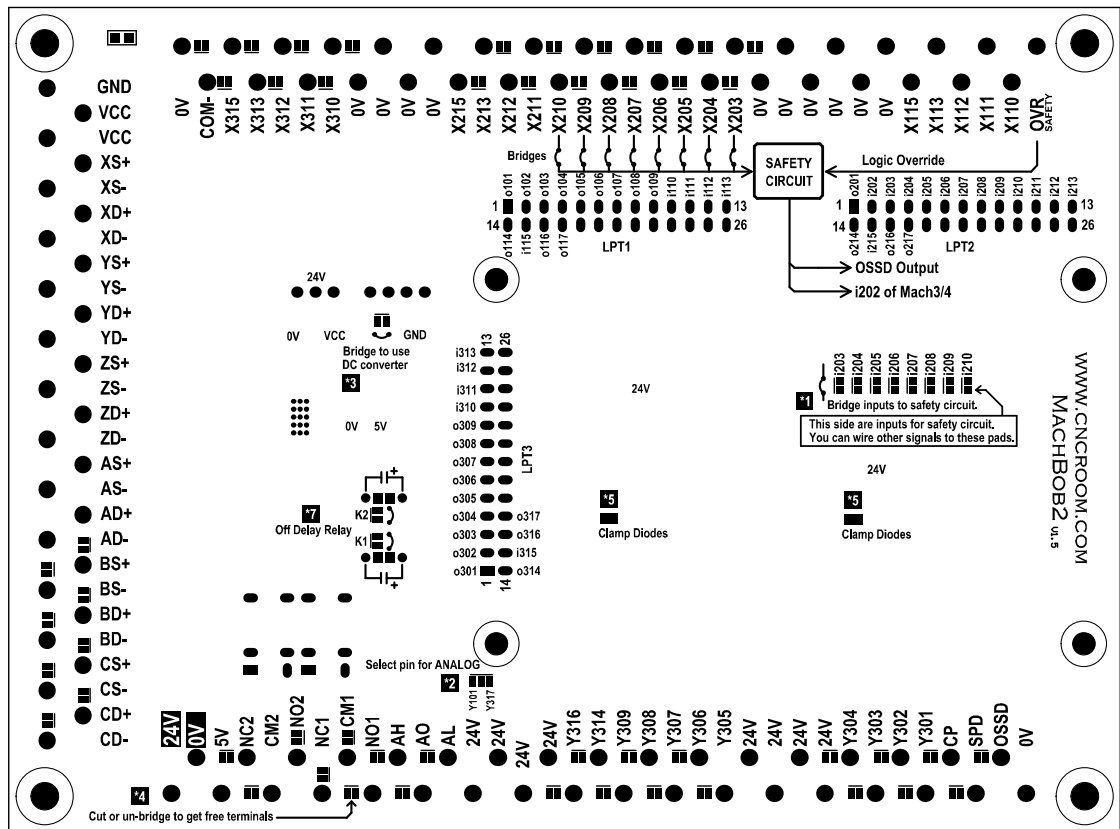 0V
COM-
X315
X313
X312
X311
X310
0V
0V
0V
X215
X213
X212
X211
X210
X209
X208
X207
X206
X205
X204
X203
0V
0V
0V
X115
X113
X112
X111
X110
OVR
SAFETY
GND
VCC
VCC
XS+
XS-
XD+
XD-
YS+
YS-
YD+
YD-
ZS+
ZS-
ZD+
ZD-
AS+
AS-
AD+
AD-
BS+
BS-
BD+
BD-
CS+
CS-
CD+
CD-
Bridges
SAFETY
CIRCUIT
Logic Override
o101
o102
o103
o104
o105
o106
o107
o108
o109
i110
i111
i112
i113
1
13
14
26
o114
i115
o116
o117
LPT1
o201
i202
i203
i204
i205
i206
i207
i208
i209
i210
i211
i212
i213
1
13
14
26
o214
i215
o216
o217
LPT2
OSSD Output
i202 of Mach3/4
24V
0V
VCC
GND
Bridge to use
DC converter
*3
0V
5V
*7
Off Delay Relay
K2
K1
+
+
13
26
i313
i312
i311
i310
o309
o308
o307
o306
o305
o304
o303
o302
o301
o317
o316
i315
o314
1
14
LPT3
24V
i203
i204
i205
i206
i207
i208
i209
i210
*1
Bridge inputs to safety circuit.
This side are inputs for safety circuit.
You can wire other signals to these pads.
24V
*5
Clamp Diodes
*5
Clamp Diodes
WWW.CNCROOM.COM
MACHBOB2 V1.5
Select pin for ANALOG
*2
Y101
Y317
24V
0V
5V
NC2
CM2
NO2
NC1
CM1
NO1
AH
AO
AL
24V
24V
24V
24V
Y316
Y314
Y309
Y308
Y307
Y306
Y305
24V
24V
24V
24V
Y304
Y303
Y302
Y301
CP
SPD
OSSD
0V
*4
Cut or un-bridge to get free terminals